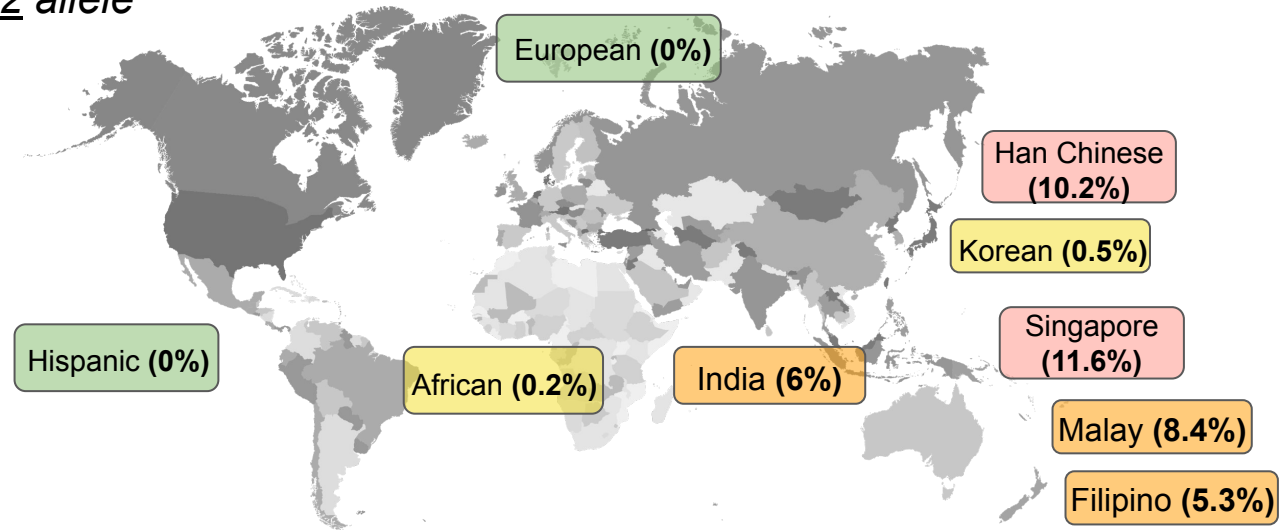 2 allele
European (0%)
Han Chinese
(10.2%)
Korean (0.5%)
Singapore
(11.6%)
Hispanic (0%)
African (0.2%)
India (6%)
Malay (8.4%)
Filipino (5.3%)